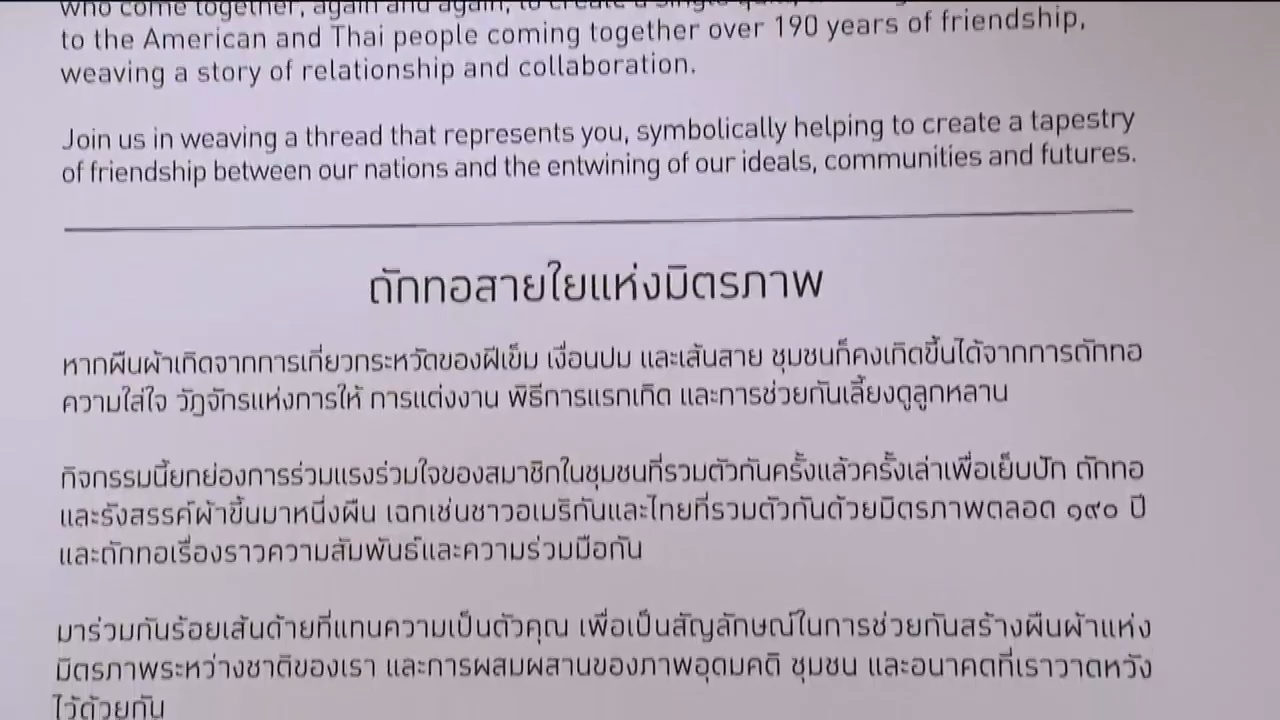 who come together, again and again, to create a single quilt,
to the American and Thai people coming together over 190 years of friendship,
weaving a story of relationship and collaboration.
Join us in weaving a thread that represents you, symbolically helping to create a tapestry
of friendship between our nations and the entwining of our ideals, communities and futures.
ถักทอสายใยแห่งมิตรภาพ
หากผืนผ้าเกิดจากการเกี่ยวกระหวัดของฝีเข็ม เงื่อนปม และเส้นสาย ชุมชนก็คงเกิดขึ้นได้จากการถักทอ
ความใส่ใจ วัฏจักรแห่งการให้ การแต่งงาน พิธีการแรกเกิด และการช่วยกันเลี้ยงดูลูกหลาน
กิจกรรมนี้ยกย่องการร่วมแรงร่วมใจของสมาชิกในชุมชนที่รวมตัวกันครั้งแล้วครั้งเล่าเพื่อเย็บปัก ถักทอ
และรังสรรค์ผ้าขึ้นมาหนึ่งผืน เฉกเช่นชาวอเมริกันและไทยที่รวมตัวกันด้วยมิตรภาพตลอด ๑๙๐ ปี
และถักทอเรื่องราวความสัมพันธ์และความร่วมมือกัน
มาร่วมกันร้อยเส้นด้ายที่แทนความเป็นตัวคุณ เพื่อเป็นสัญลักษณ์ในการช่วยกันสร้างผืนผ้าแห่ง
มิตรภาพระหว่างชาติของเรา และการผสมผสานของภาพอุดมคติ ชุมชน และอนาคตที่เราวาดหวัง
ไว้ด้วยกัน